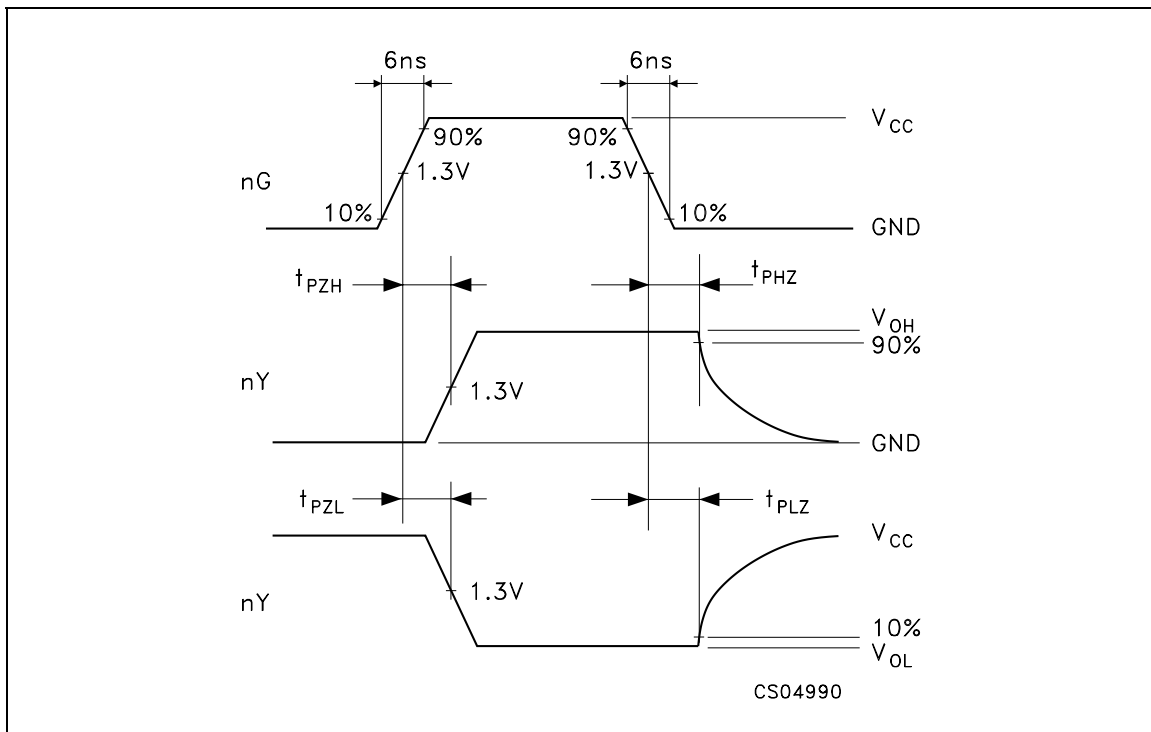 6ns 6ns
VCC
90% 90%
1.3V 1.3V
nG
10% 10%
GND
tPZH tPHZ
VOH
90%
nY 1.3V
GND
tPZL tPLZ
VCC
nY 1.3V
10%
VOL
CS04990